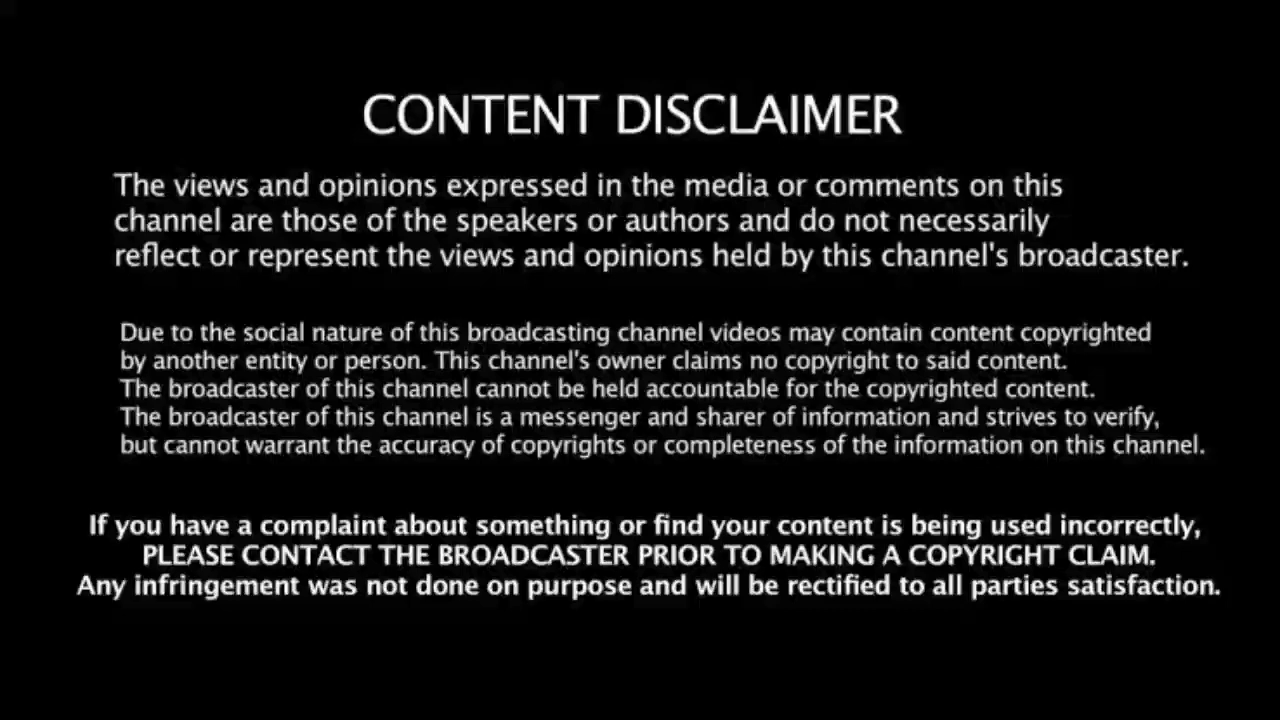 CONTENT DISCLAIMER
The views and opinions expressed in the media or comments on this
channel are those of the speakers or authors and do not necessarily
reflect or represent the views and opinions held by this channel's broadcaster.
Due to the social nature of this broadcasting channel videos may contain content copyrighted
by another entity or person. This channel's owner claims no copyright to said content.
The broadcaster of this channel cannot be held accountable for the copyrighted content.
The broadcaster of this channel is a messenger and sharer of information and strives to verify,
but cannot warrant the accuracy of copyrights or completeness of the information on this channel.
If you have a complaint about something or find your content is being used incorrectly,
PLEASE CONTACT THE BROADCASTER PRIOR TO MAKING A COPYRIGHT CLAIM.
Any infringement was not done on purpose and will be rectified to all parties satisfaction.